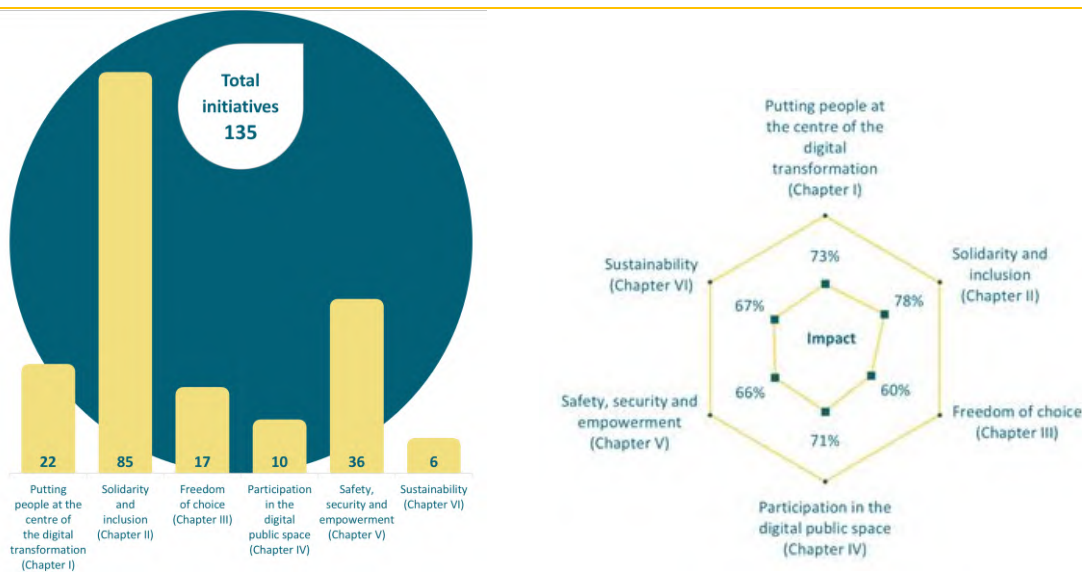 Total
initiatives
135
22
85
17
10
36
6
Putting
people at the
centre of
the digital
transformation
(Chapter I)
Solidarity
and
inclusion
(Chapter II)
Freedom
of choice
(Chapter III)
Participation
in the
digital
public space
(Chapter IV)
Safety,
security and
empowerment
(Chapter V)
Sustainability
(Chapter VI)
Putting people at
the centre of the
digital
transformation
(Chapter I)
Solidarity and
inclusion
(Chapter II)
Freedom of choice
(Chapter III)
Participation in the
digital public space
(Chapter IV)
Safety, security and
empowerment
(Chapter V)
Sustainability
(Chapter VI)
73%
78%
60%
71%
66%
67%
Impact